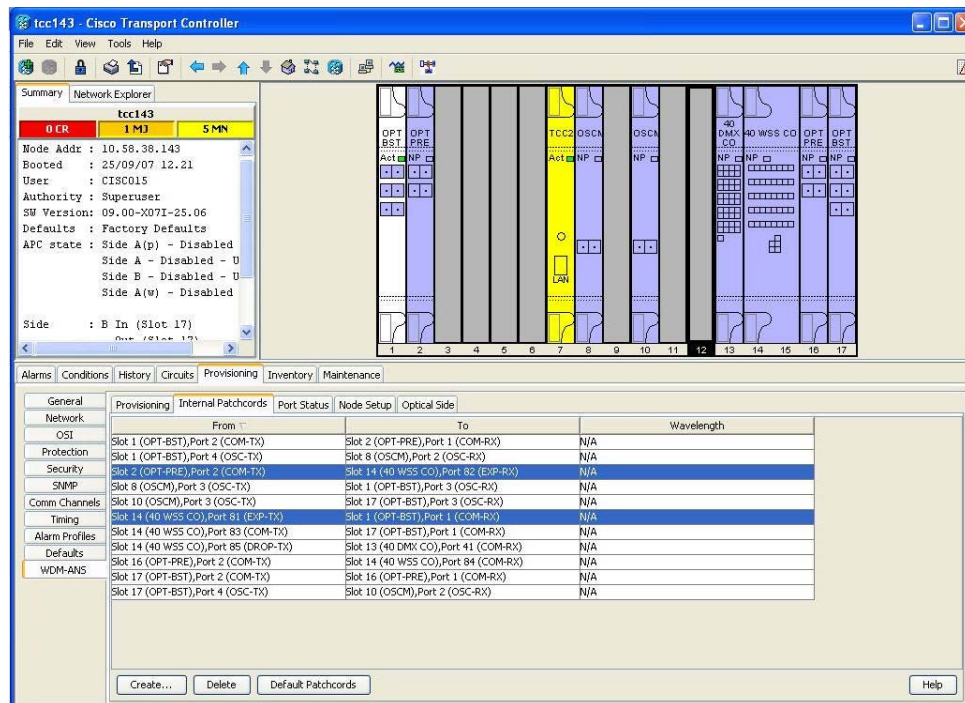 tcc143 - Cisco Transport Controller
File Edit View Tools Help
Summary Network Explorer
tcc143
0 CR 1 MJ 5 MN
Node Addr : 10.58.38.143
Booted : 25/09/07 12.21
User : CISCO15
Authority : Superuser
SW Version: 09.00-X07I-25.06
Defaults : Factory Defaults
APC state : Side A(p) - Disabled
Side A - Disabled - U
Side B - Disabled - U
Side A(w) - Disabled
Side : B In (Slot 17)
Out (Slot 17)
OPT BST OPT PRE TCC2 OSCM OSCM 40 DMX CO 40 WSS CO OPT PRE OPT BST
Act NP Act NP NP NP NP NP NP
LAN
1 2 3 4 5 6 7 8 9 10 11 12 13 14 15 16 17
Alarms Conditions History Circuits Provisioning Inventory Maintenance
General
Network
OSI
Protection
Security
SNMP
Comm Channels
Timing
Alarm Profiles
Defaults
WDM-ANS
Provisioning Internal Patchcords Port Status Node Setup Optical Side
From To Wavelength
Slot 1 (OPT-BST),Port 2 (COM-TX) Slot 2 (OPT-PRE),Port 1 (COM-RX) N/A
Slot 1 (OPT-BST),Port 4 (OSC-TX) Slot 8 (OSCM),Port 2 (OSC-RX) N/A
Slot 2 (OPT-PRE),Port 2 (COM-TX) Slot 14 (40 WSS CO),Port 82 (EXP-RX) N/A
Slot 8 (OSCM),Port 3 (OSC-TX) Slot 1 (OPT-BST),Port 3 (OSC-RX) N/A
Slot 10 (OSCM),Port 3 (OSC-TX) Slot 17 (OPT-BST),Port 3 (OSC-RX) N/A
Slot 14 (40 WSS CO),Port 81 (EXP-TX) Slot 1 (OPT-BST),Port 1 (COM-RX) N/A
Slot 14 (40 WSS CO),Port 83 (COM-TX) Slot 17 (OPT-BST),Port 1 (COM-RX) N/A
Slot 14 (40 WSS CO),Port 85 (DROP-TX) Slot 13 (40 DMX CO),Port 41 (COM-RX) N/A
Slot 16 (OPT-PRE),Port 2 (COM-TX) Slot 14 (40 WSS CO),Port 84 (COM-RX) N/A
Slot 17 (OPT-BST),Port 2 (COM-TX) Slot 16 (OPT-PRE),Port 1 (COM-RX) N/A
Slot 17 (OPT-BST),Port 4 (OSC-TX) Slot 10 (OSCM),Port 2 (OSC-RX) N/A
Create... Delete Default Patchcords Help